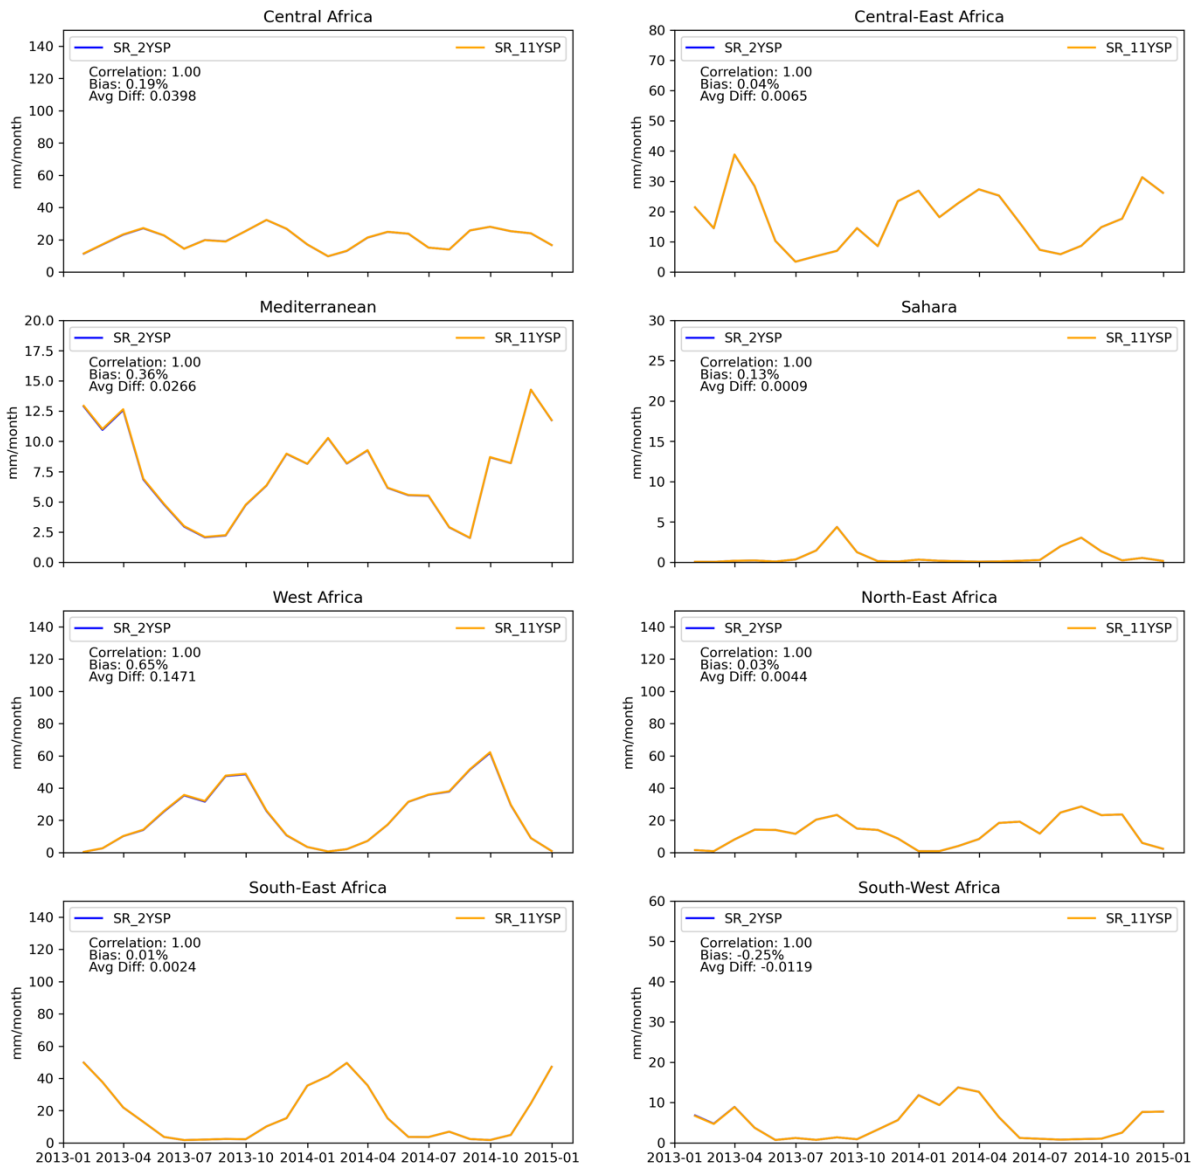 Central Africa
SR_2YSP SR_11YSP
Correlation: 1.00
Bias: 0.19%
Avg Diff: 0.0398
mm/month
140
120
100
80
60
40
20
0
Central-East Africa
SR_2YSP SR_11YSP
Correlation: 1.00
Bias: 0.04%
Avg Diff: 0.0065
mm/month
80
70
60
50
40
30
20
10
0
Mediterranean
SR_2YSP SR_11YSP
Correlation: 1.00
Bias: 0.36%
Avg Diff: 0.0266
mm/month
20.0
17.5
15.0
12.5
10.0
7.5
5.0
2.5
0.0
Sahara
SR_2YSP SR_11YSP
Correlation: 1.00
Bias: 0.13%
Avg Diff: 0.0009
mm/month
30
25
20
15
10
5
0
West Africa
SR_2YSP SR_11YSP
Correlation: 1.00
Bias: 0.65%
Avg Diff: 0.1471
mm/month
140
120
100
80
60
40
20
0
North-East Africa
SR_2YSP SR_11YSP
Correlation: 1.00
Bias: 0.03%
Avg Diff: 0.0044
mm/month
140
120
100
80
60
40
20
0
South-East Africa
SR_2YSP SR_11YSP
Correlation: 1.00
Bias: 0.01%
Avg Diff: 0.0024
mm/month
140
120
100
80
60
40
20
0
2013-01 2013-04 2013-07 2013-10 2014-01 2014-04 2014-07 2014-10 2015-01
South-West Africa
SR_2YSP SR_11YSP
Correlation: 1.00
Bias: -0.25%
Avg Diff: -0.0119
mm/month
60
50
40
30
20
10
0
2013-01 2013-04 2013-07 2013-10 2014-01 2014-04 2014-07 2014-10 2015-01